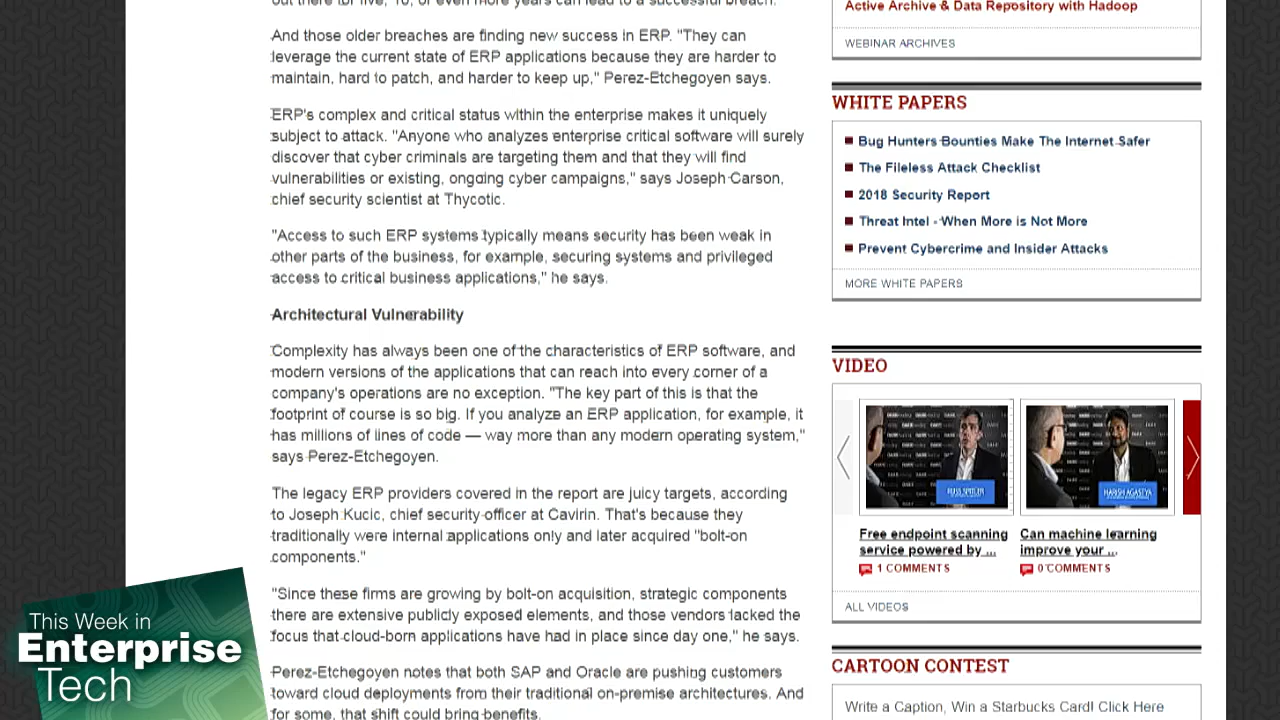 out there for five, 10, or even more years can lead to a successful breach.
And those older breaches are finding new success in ERP. "They can
leverage the current state of ERP applications because they are harder to
maintain, hard to patch, and harder to keep up," Perez-Etchegoyen says.
ERP's complex and critical status within the enterprise makes it uniquely
subject to attack. "Anyone who analyzes enterprise critical software will surely
discover that cyber criminals are targeting them and that they will find
vulnerabilities or existing, ongoing cyber campaigns," says Joseph Carson,
chief security scientist at Thycotic.
"Access to such ERP systems typically means security has been weak in
other parts of the business, for example, securing systems and privileged
access to critical business applications," he says.
Architectural Vulnerability
Complexity has always been one of the characteristics of ERP software, and
modern versions of the applications that can reach into every corner of a
company's operations are no exception. "The key part of this is that the
footprint of course is so big. If you analyze an ERP application, for example, it
has millions of lines of code — way more than any modern operating system,"
says Perez-Etchegoyen.
The legacy ERP providers covered in the report are juicy targets, according
to Joseph Kucic, chief security officer at Cavirin. That's because they
traditionally were internal applications only and later acquired "bolt-on
components."
"Since these firms are growing by bolt-on acquisition, strategic components
there are extensive publicly exposed elements, and those vendors lacked the
focus that cloud-born applications have had in place since day one," he says.
Perez-Etchegoyen notes that both SAP and Oracle are pushing customers
toward cloud deployments from their traditional on-premise architectures. And
for some, that shift could bring benefits.
Active Archive & Data Repository with Hadoop
WEBINAR ARCHIVES
WHITE PAPERS
Bug Hunters Bounties Make The Internet Safer
The Fileless Attack Checklist
2018 Security Report
Threat Intel - When More is Not More
Prevent Cybercrime and Insider Attacks
MORE WHITE PAPERS
VIDEO
RUSS SPITLER
HARISH AGASTYA
Free endpoint scanning
service powered by ...
1 COMMENTS
Can machine learning
improve your ...
0 COMMENTS
ALL VIDEOS
CARTOON CONTEST
Write a Caption, Win a Starbucks Card! Click Here
This Week in
Enterprise
Tech